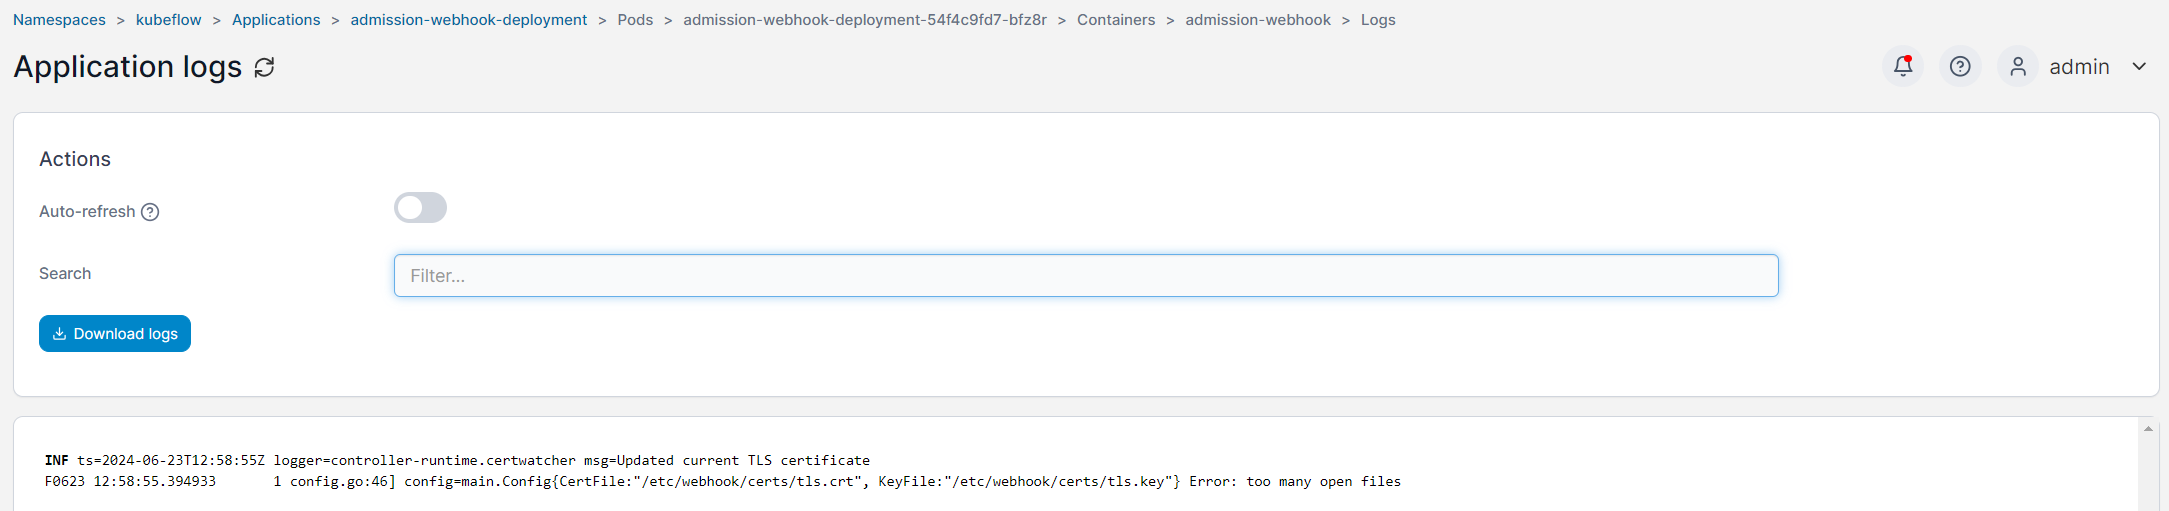 Namespaces > kubeflow > Applications > admission-webhook-deployment > Pods > admission-webhook-deployment-54f4c9fd7-bfz8r > Containers > admission-webhook > Logs
Application logs
admin
Actions
Auto-refresh
Search
Filter...
Download logs
INF ts=2024-06-23T12:58:55Z logger=controller-runtime.certwatcher msg=Updated current TLS certificate
F0623 12:58:55.394933       1 config.go:46] config=main.Config{CertFile:"/etc/webhook/certs/tls.crt", KeyFile:"/etc/webhook/certs/tls.key"} Error: too many open files